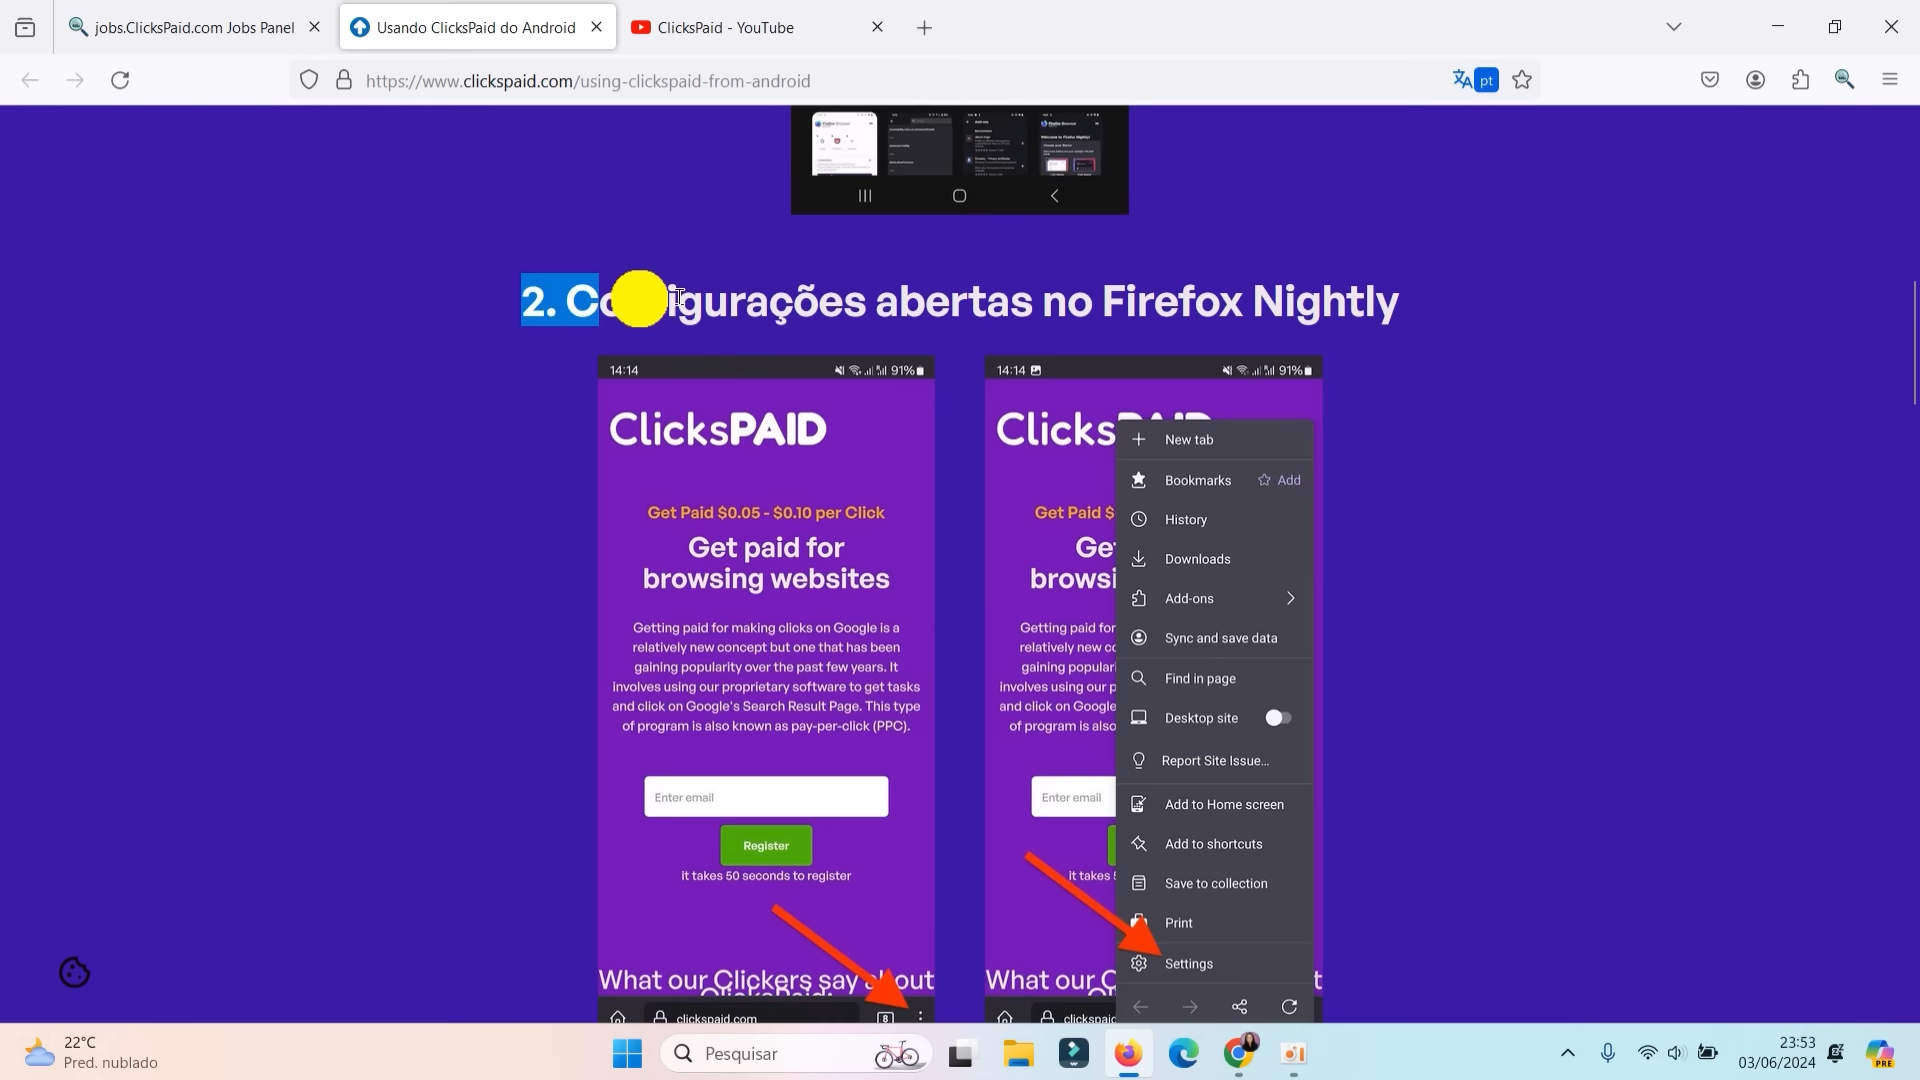 jobs.ClicksPaid.com Jobs Panel
Usando ClicksPaid do Android
ClicksPaid - YouTube
https://www.clickspaid.com/using-clickspaid-from-android
pt
2. Configurações abertas no Firefox Nightly
14:14
91%
ClicksPAID
Get Paid $0.05 - $0.10 per Click
Get paid for
browsing websites
Getting paid for making clicks on Google is a
relatively new concept but one that has been
gaining popularity over the past few years. It
involves using our proprietary software to get tasks
and click on Google's Search Result Page. This type
of program is also known as pay-per-click (PPC).
Enter email
Register
it takes 50 seconds to register
What our Clickers say about
ClicksPaid:
8
clickspaid.com
14:14
91%
ClicksPAID
Get Paid $
Ge
brows
Getting paid for
relatively new co
gaining popular
involves using our p
and click on Google
of program is also
Enter email
it takes 5
What our C
clickspaid
New tab
Bookmarks
Add
History
Downloads
Add-ons
Sync and save data
Find in page
Desktop site
Report Site Issue...
Add to Home screen
Add to shortcuts
Save to collection
Print
Settings
22°C
Pred. nublado
Pesquisar
23:53
03/06/2024
PRE